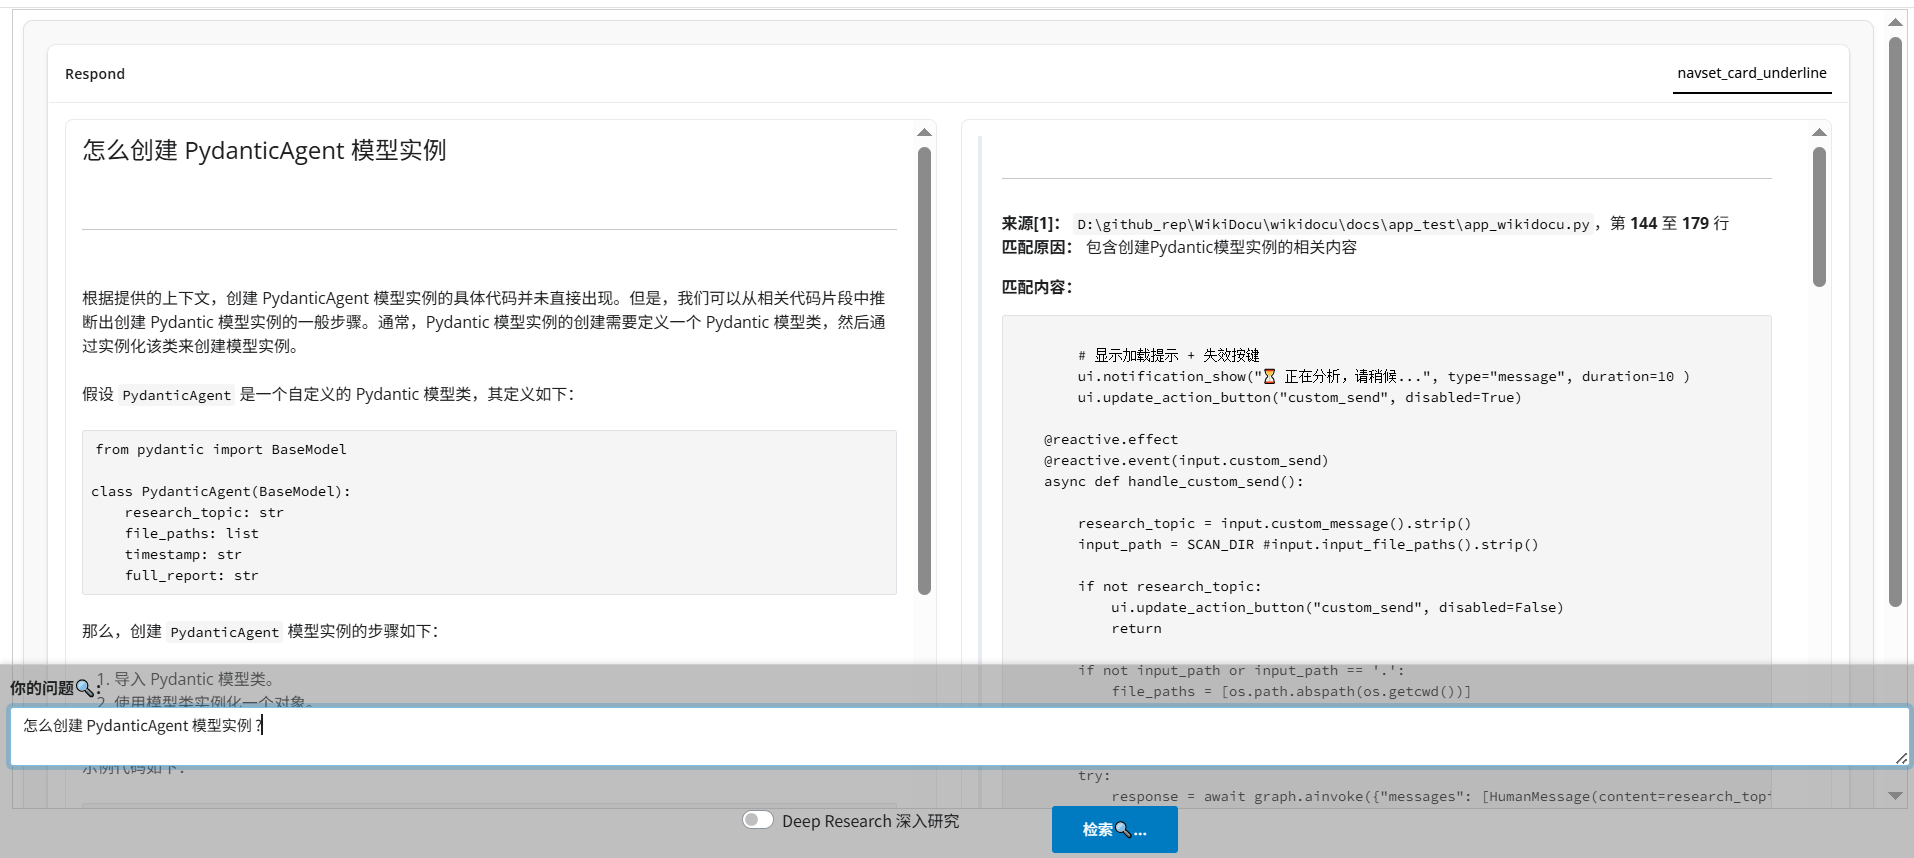 Respond
navset_card_underline
怎么创建 PydanticAgent 模型实例
根据提供的上下文，创建 PydanticAgent 模型实例的具体代码并未直接出现。但是，我们可以从相关代码片段中推
断出创建 Pydantic 模型实例的一般步骤。通常，Pydantic 模型实例的创建需要定义一个 Pydantic 模型类，然后通
过实例化该类来创建模型实例。
假设 PydanticAgent 是一个自定义的 Pydantic 模型类，其定义如下：
from pydantic import BaseModel
class PydanticAgent(BaseModel):
    research_topic: str
    file_paths: list
    timestamp: str
    full_report: str
那么，创建 PydanticAgent 模型实例的步骤如下：
1. 导入 Pydantic 模型类。
2. 使用模型类实例化一个对象。
示例代码如下：
来源[1]： D:\github_rep\WikiDocu\wikidocu\docs\app_test\app_wikidocu.py，第 144 至 179 行
匹配原因： 包含创建Pydantic模型实例的相关内容
匹配内容：
        # 显示加载提示 + 失效按键
        ui.notification_show("⏳ 正在分析，请稍候...", type="message", duration=10 )
        ui.update_action_button("custom_send", disabled=True)
    @reactive.effect
    @reactive.event(input.custom_send)
    async def handle_custom_send():
        research_topic = input.custom_message().strip()
        input_path = SCAN_DIR #input.input_file_paths().strip()
        if not research_topic:
            ui.update_action_button("custom_send", disabled=False)
            return
        if not input_path or input_path == '.':
            file_paths = [os.path.abspath(os.getcwd())]
        try:
            response = await graph.ainvoke({"messages": [HumanMessage(content=research_topi
你的问题🔍:
怎么创建 PydanticAgent 模型实例 ?
Deep Research 深入研究
检索🔍...